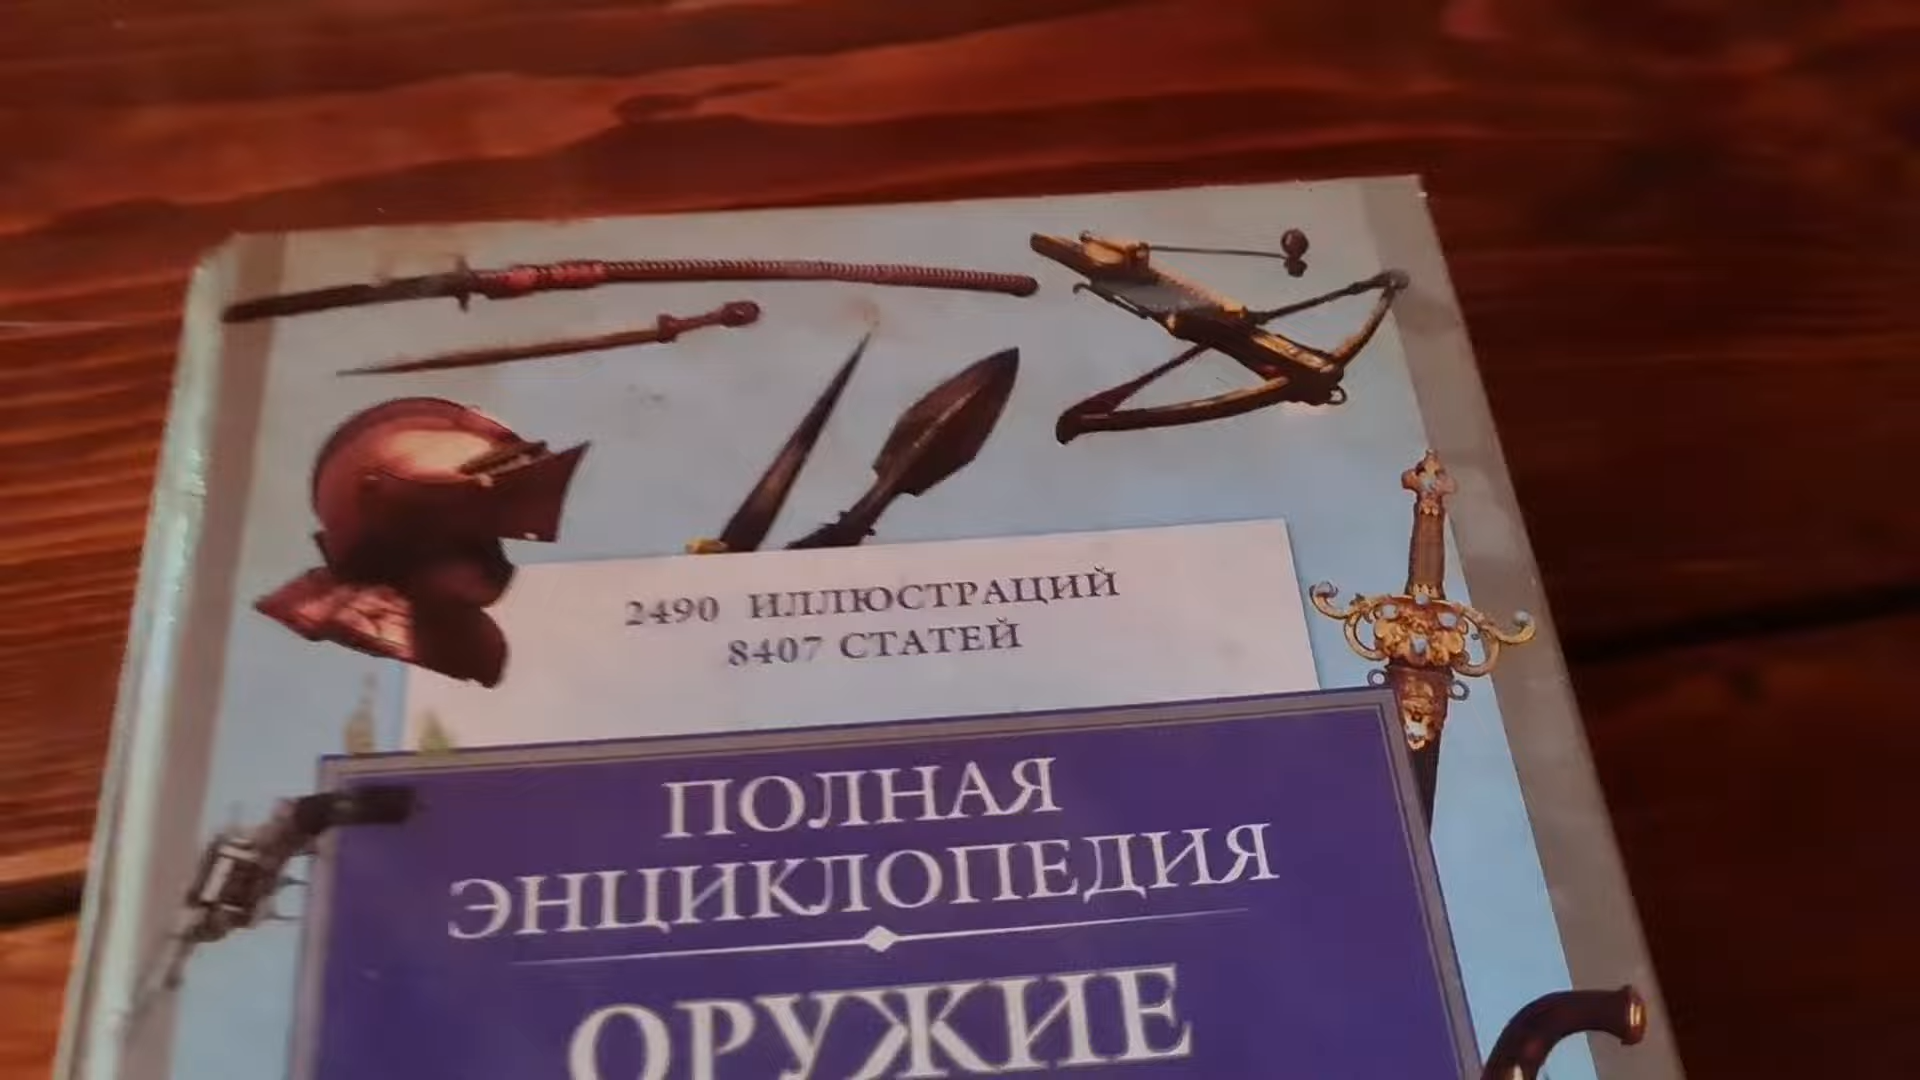 2490 ИЛЛЮСТРАЦИЙ
8407 СТАТЕЙ
ПОЛНАЯ
ЭНЦИКЛОПЕДИЯ
ОРУЖИЕ